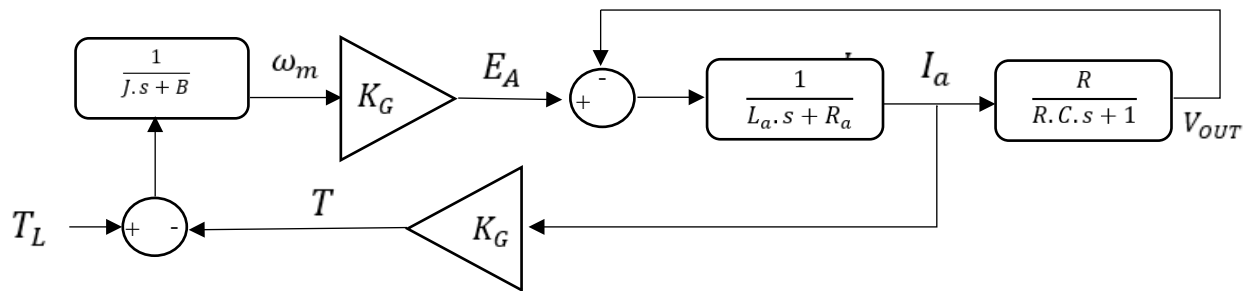 1
J.s + B
ω_m
K_G
E_A
+
-
1
L_a.s + R_a
I_a
R
R.C.s + 1
V_OUT
T_L
+
-
T
K_G